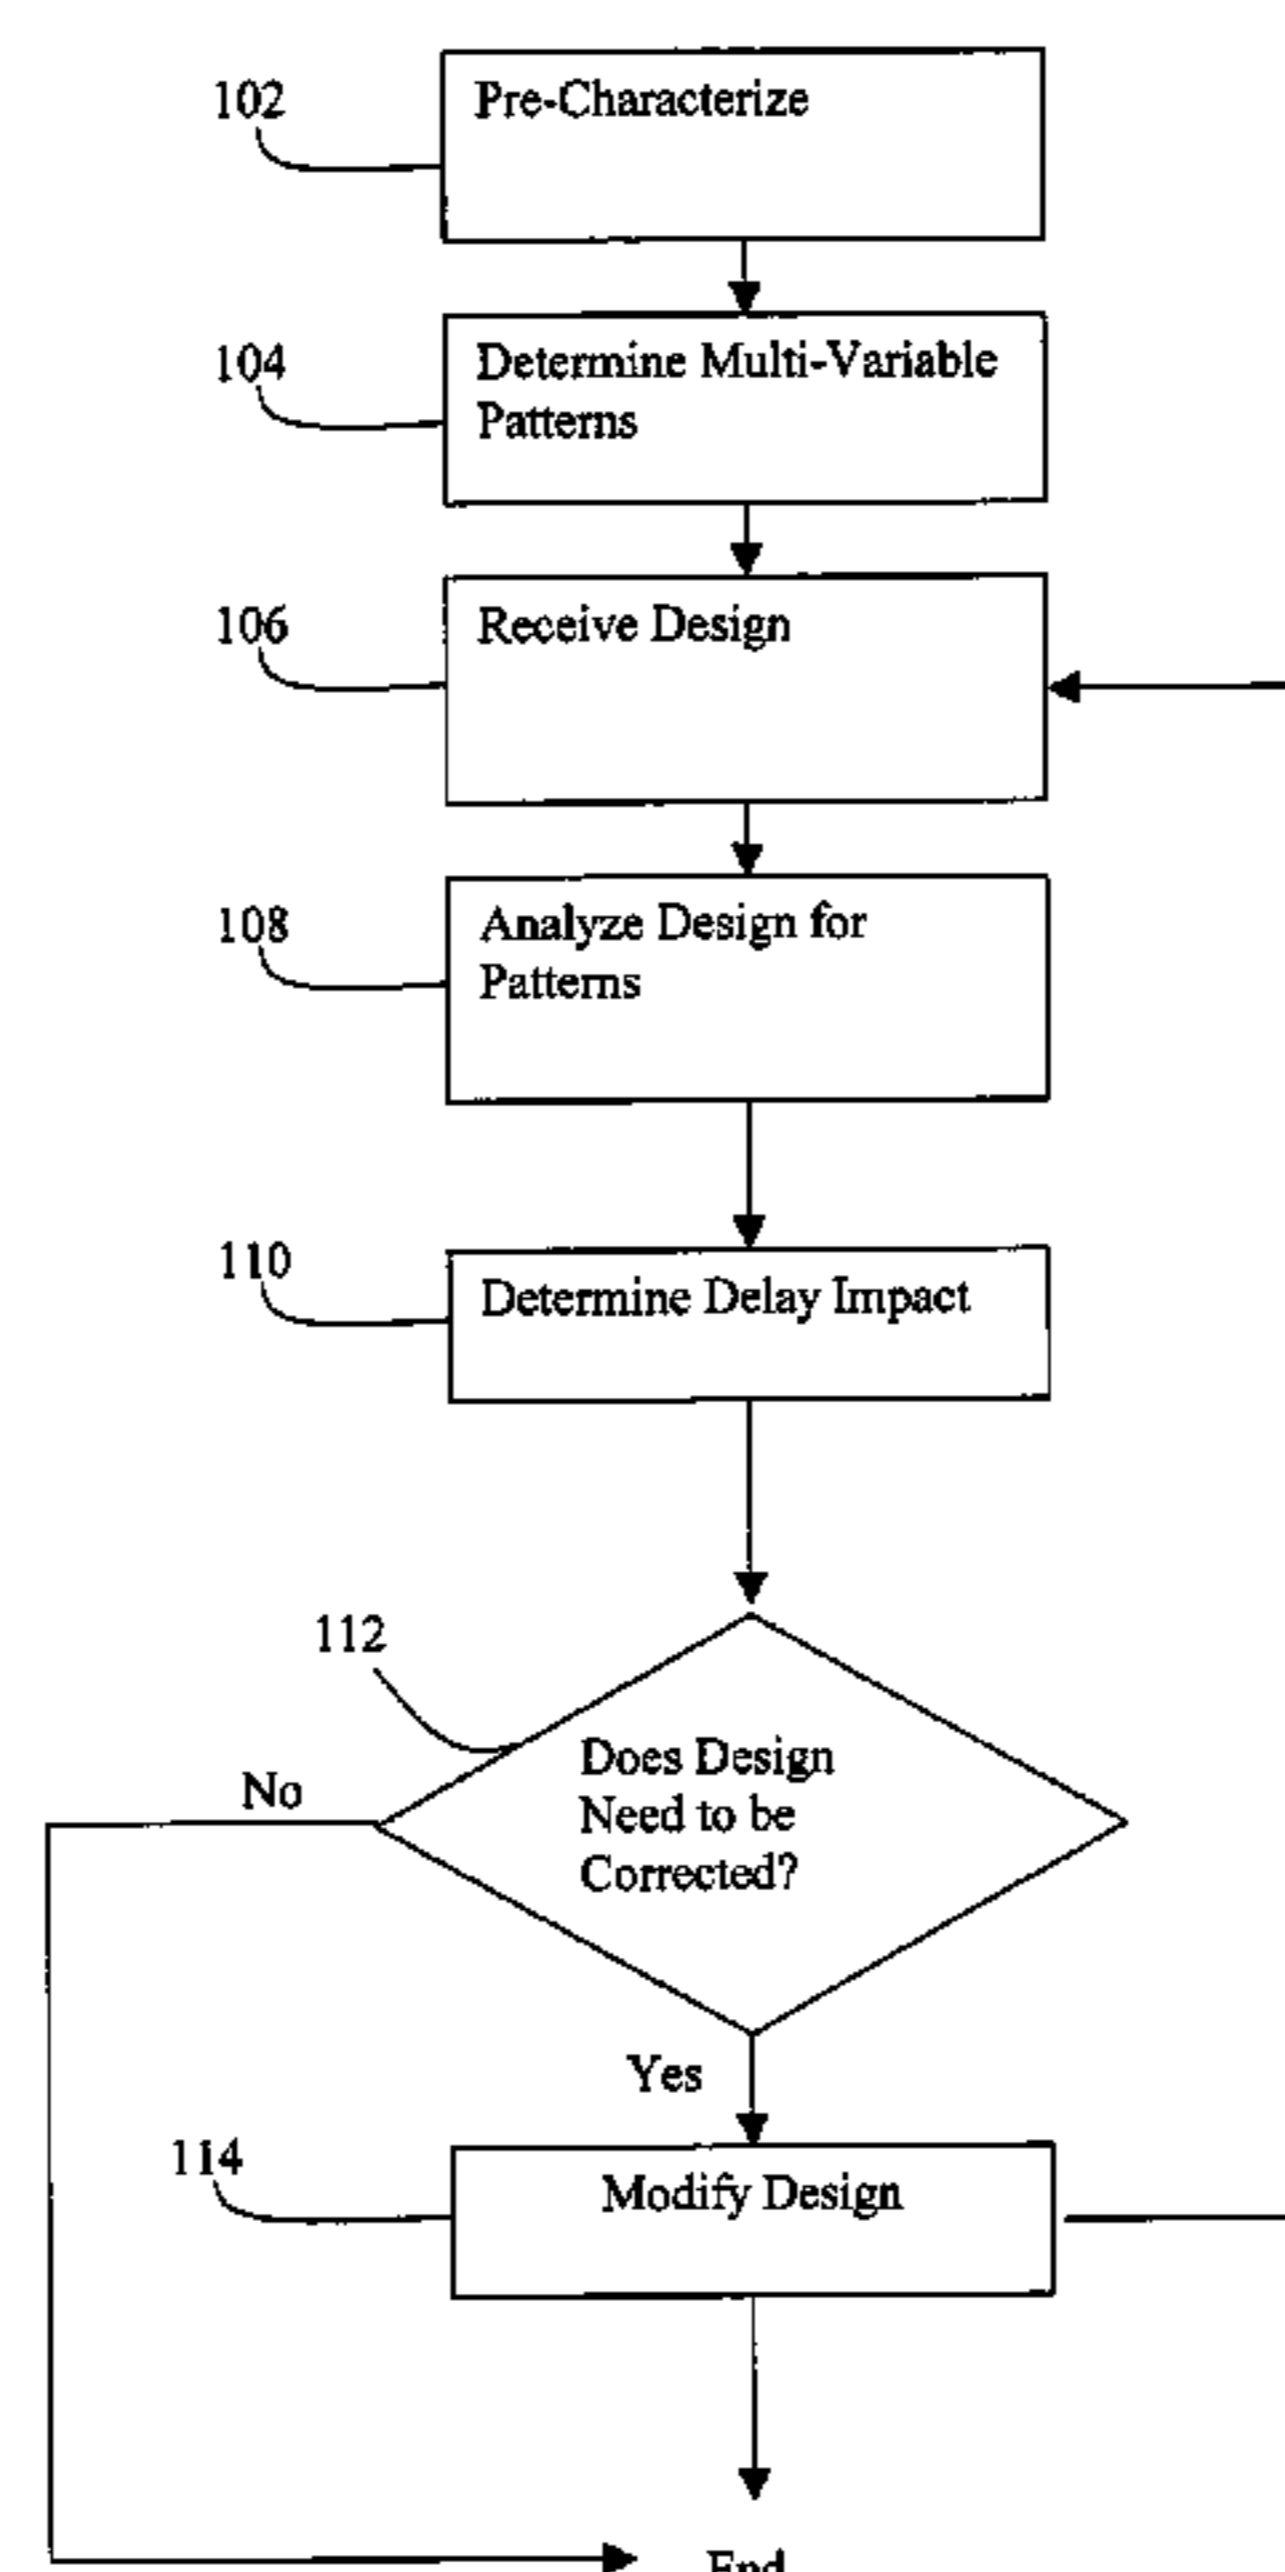 102
Pre-Characterize
104
Determine Multi-Variable
Patterns
106
Receive Design
108
Analyze Design for
Patterns
110
Determine Delay Impact
112
Does Design
Need to be
Corrected?
No
Yes
114
Modify Design
End